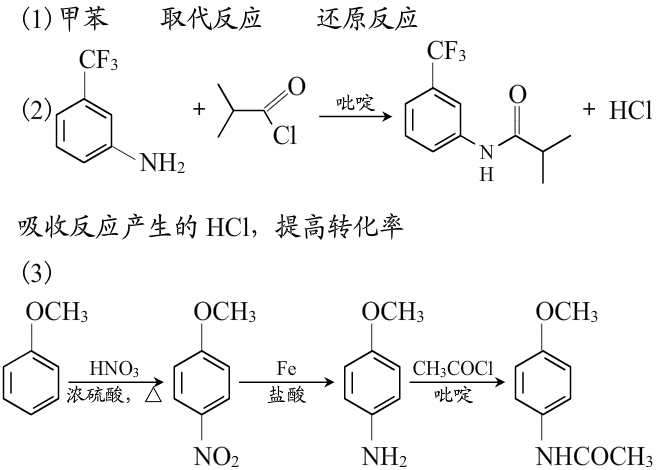 (1) 甲苯 取代反应 还原反应
CF₃ CF₃
(2) + O Cl 吡啶 O + HCl
NH₂ N H
吸收反应产生的 HCl，提高转化率
(3)
OCH₃ OCH₃ OCH₃ OCH₃
HNO₃ Fe CH₃COCl
浓硫酸，△ 盐酸 吡啶
NO₂ NH₂ NHCOCH₃